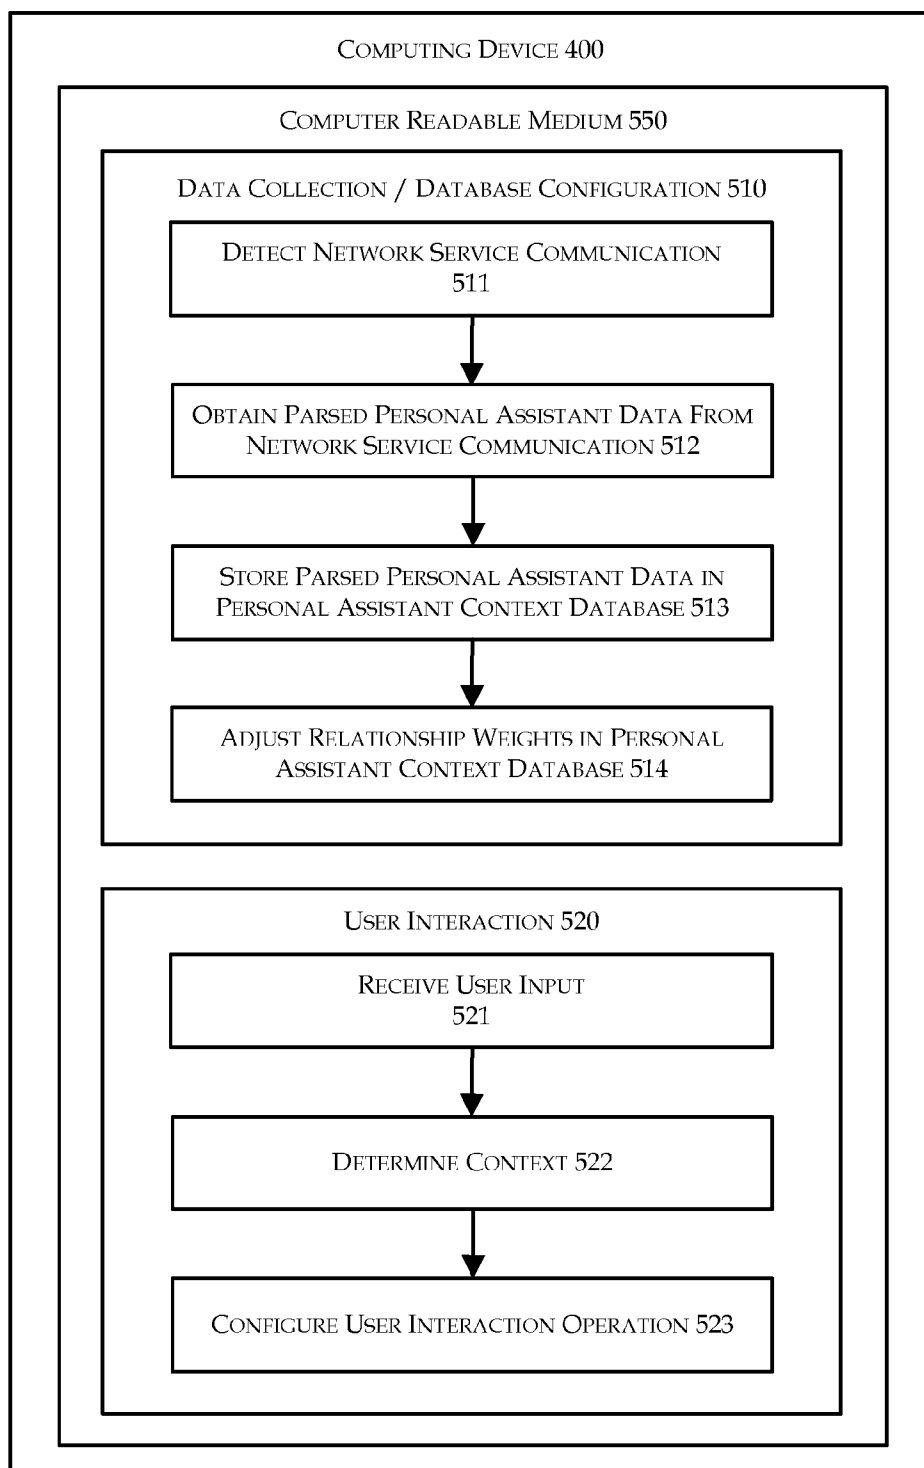 COMPUTING DEVICE 400
COMPUTER READABLE MEDIUM 550
DATA COLLECTION / DATABASE CONFIGURATION 510
DETECT NETWORK SERVICE COMMUNICATION
511
OBTAIN PARSED PERSONAL ASSISTANT DATA FROM
NETWORK SERVICE COMMUNICATION 512
STORE PARSED PERSONAL ASSISTANT DATA IN
PERSONAL ASSISTANT CONTEXT DATABASE 513
ADJUST RELATIONSHIP WEIGHTS IN PERSONAL
ASSISTANT CONTEXT DATABASE 514
USER INTERACTION 520
RECEIVE USER INPUT
521
DETERMINE CONTEXT 522
CONFIGURE USER INTERACTION OPERATION 523